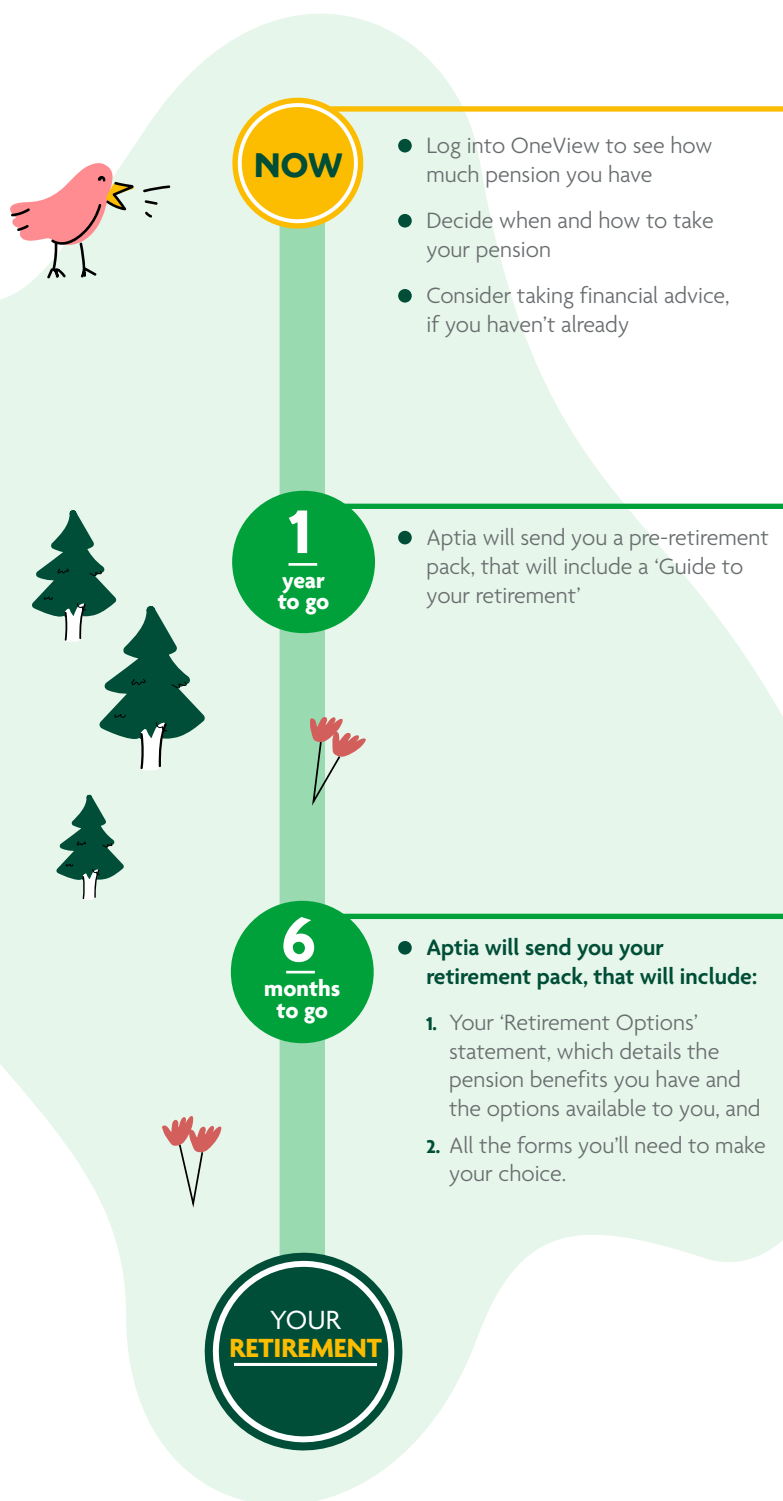 NOW
● Log into OneView to see how
much pension you have
● Decide when and how to take
your pension
● Consider taking financial advice,
if you haven't already
1
year
to go
● Aptia will send you a pre-retirement
pack, that will include a ‘Guide to
your retirement’
6
months
to go
● Aptia will send you your
retirement pack, that will include:
1. Your ‘Retirement Options’
statement, which details the
pension benefits you have and
the options available to you, and
2. All the forms you'll need to make
your choice.
YOUR
RETIREMENT